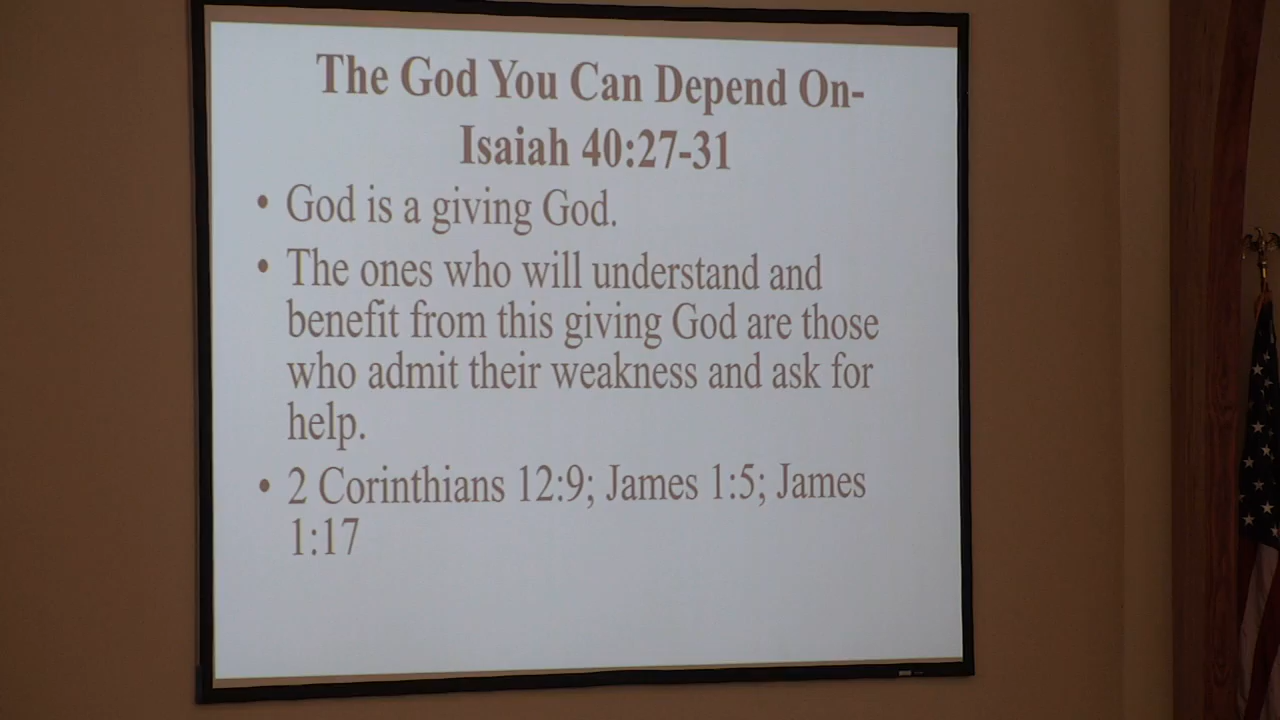 The God You Can Depend On-
Isaiah 40:27-31
• God is a giving God.
• The ones who will understand and
benefit from this giving God are those
who admit their weakness and ask for
help.
• 2 Corinthians 12:9; James 1:5; James
1:17